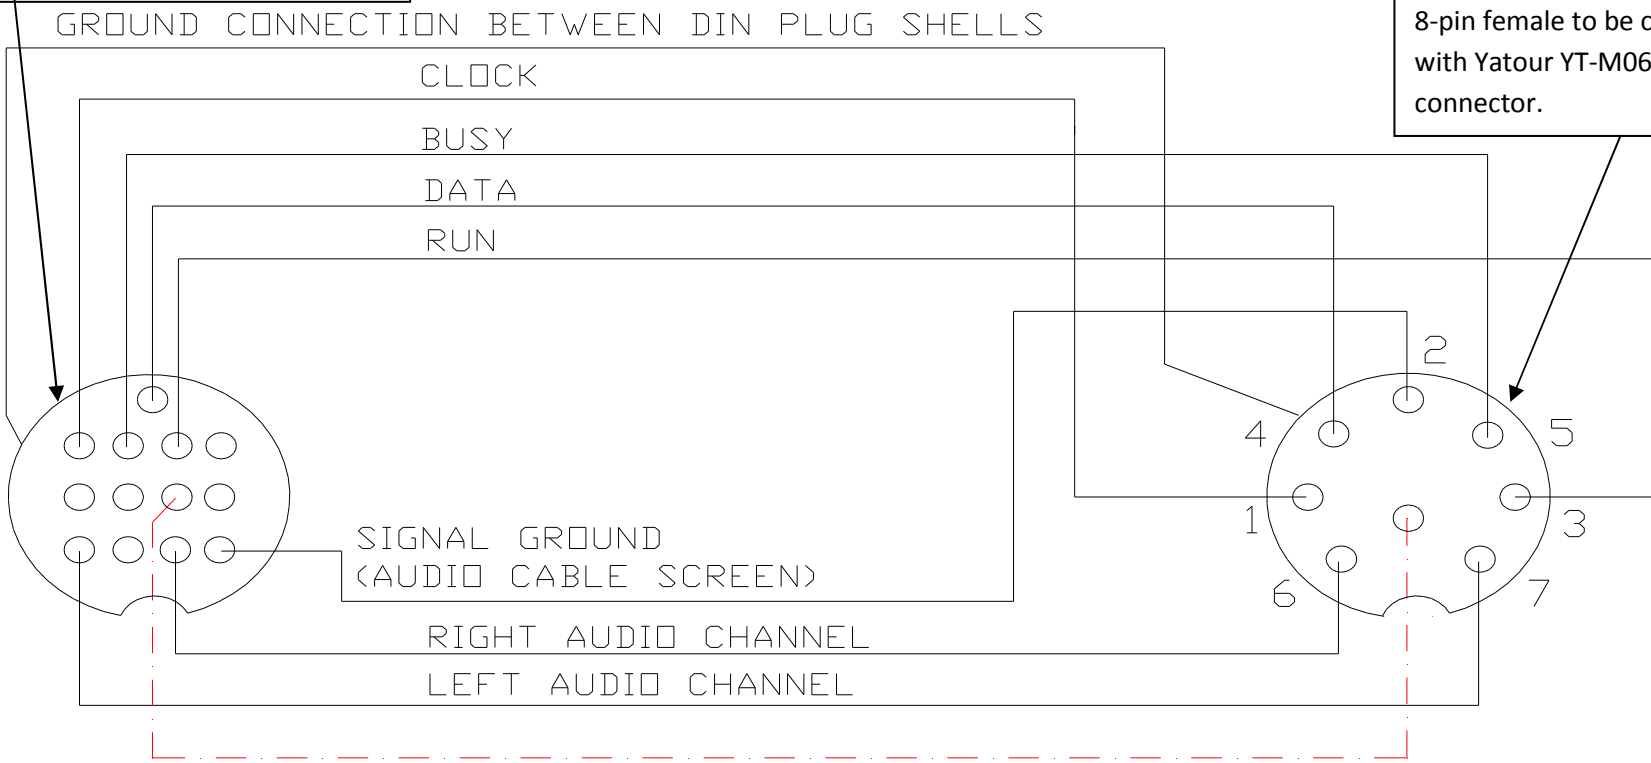 GROUND CONNECTION BETWEEN DIN PLUG SHELLS
8-pin female to be
with Yatour YT-M06
connector.
CLOCK
BUSY
DATA
RUN
2
4
5
1
3
SIGNAL GROUND
(AUDIO CABLE SCREEN)
6
7
RIGHT AUDIO CHANNEL
LEFT AUDIO CHANNEL